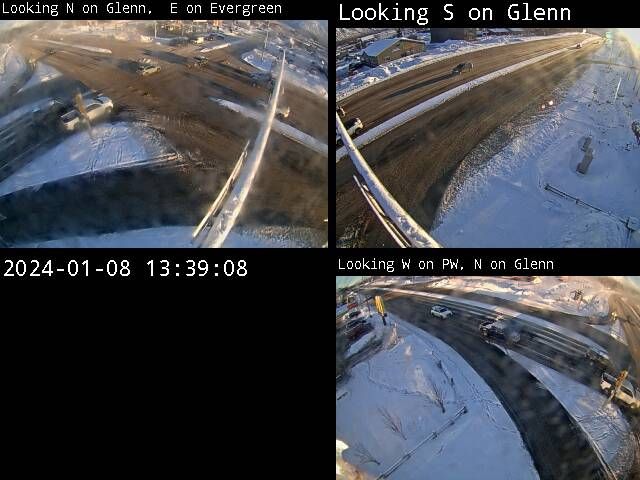 Looking N on Glenn,  E on Evergreen
Looking S on Glenn
2024-01-08 13:39:08
Looking W on PW, N on Glenn